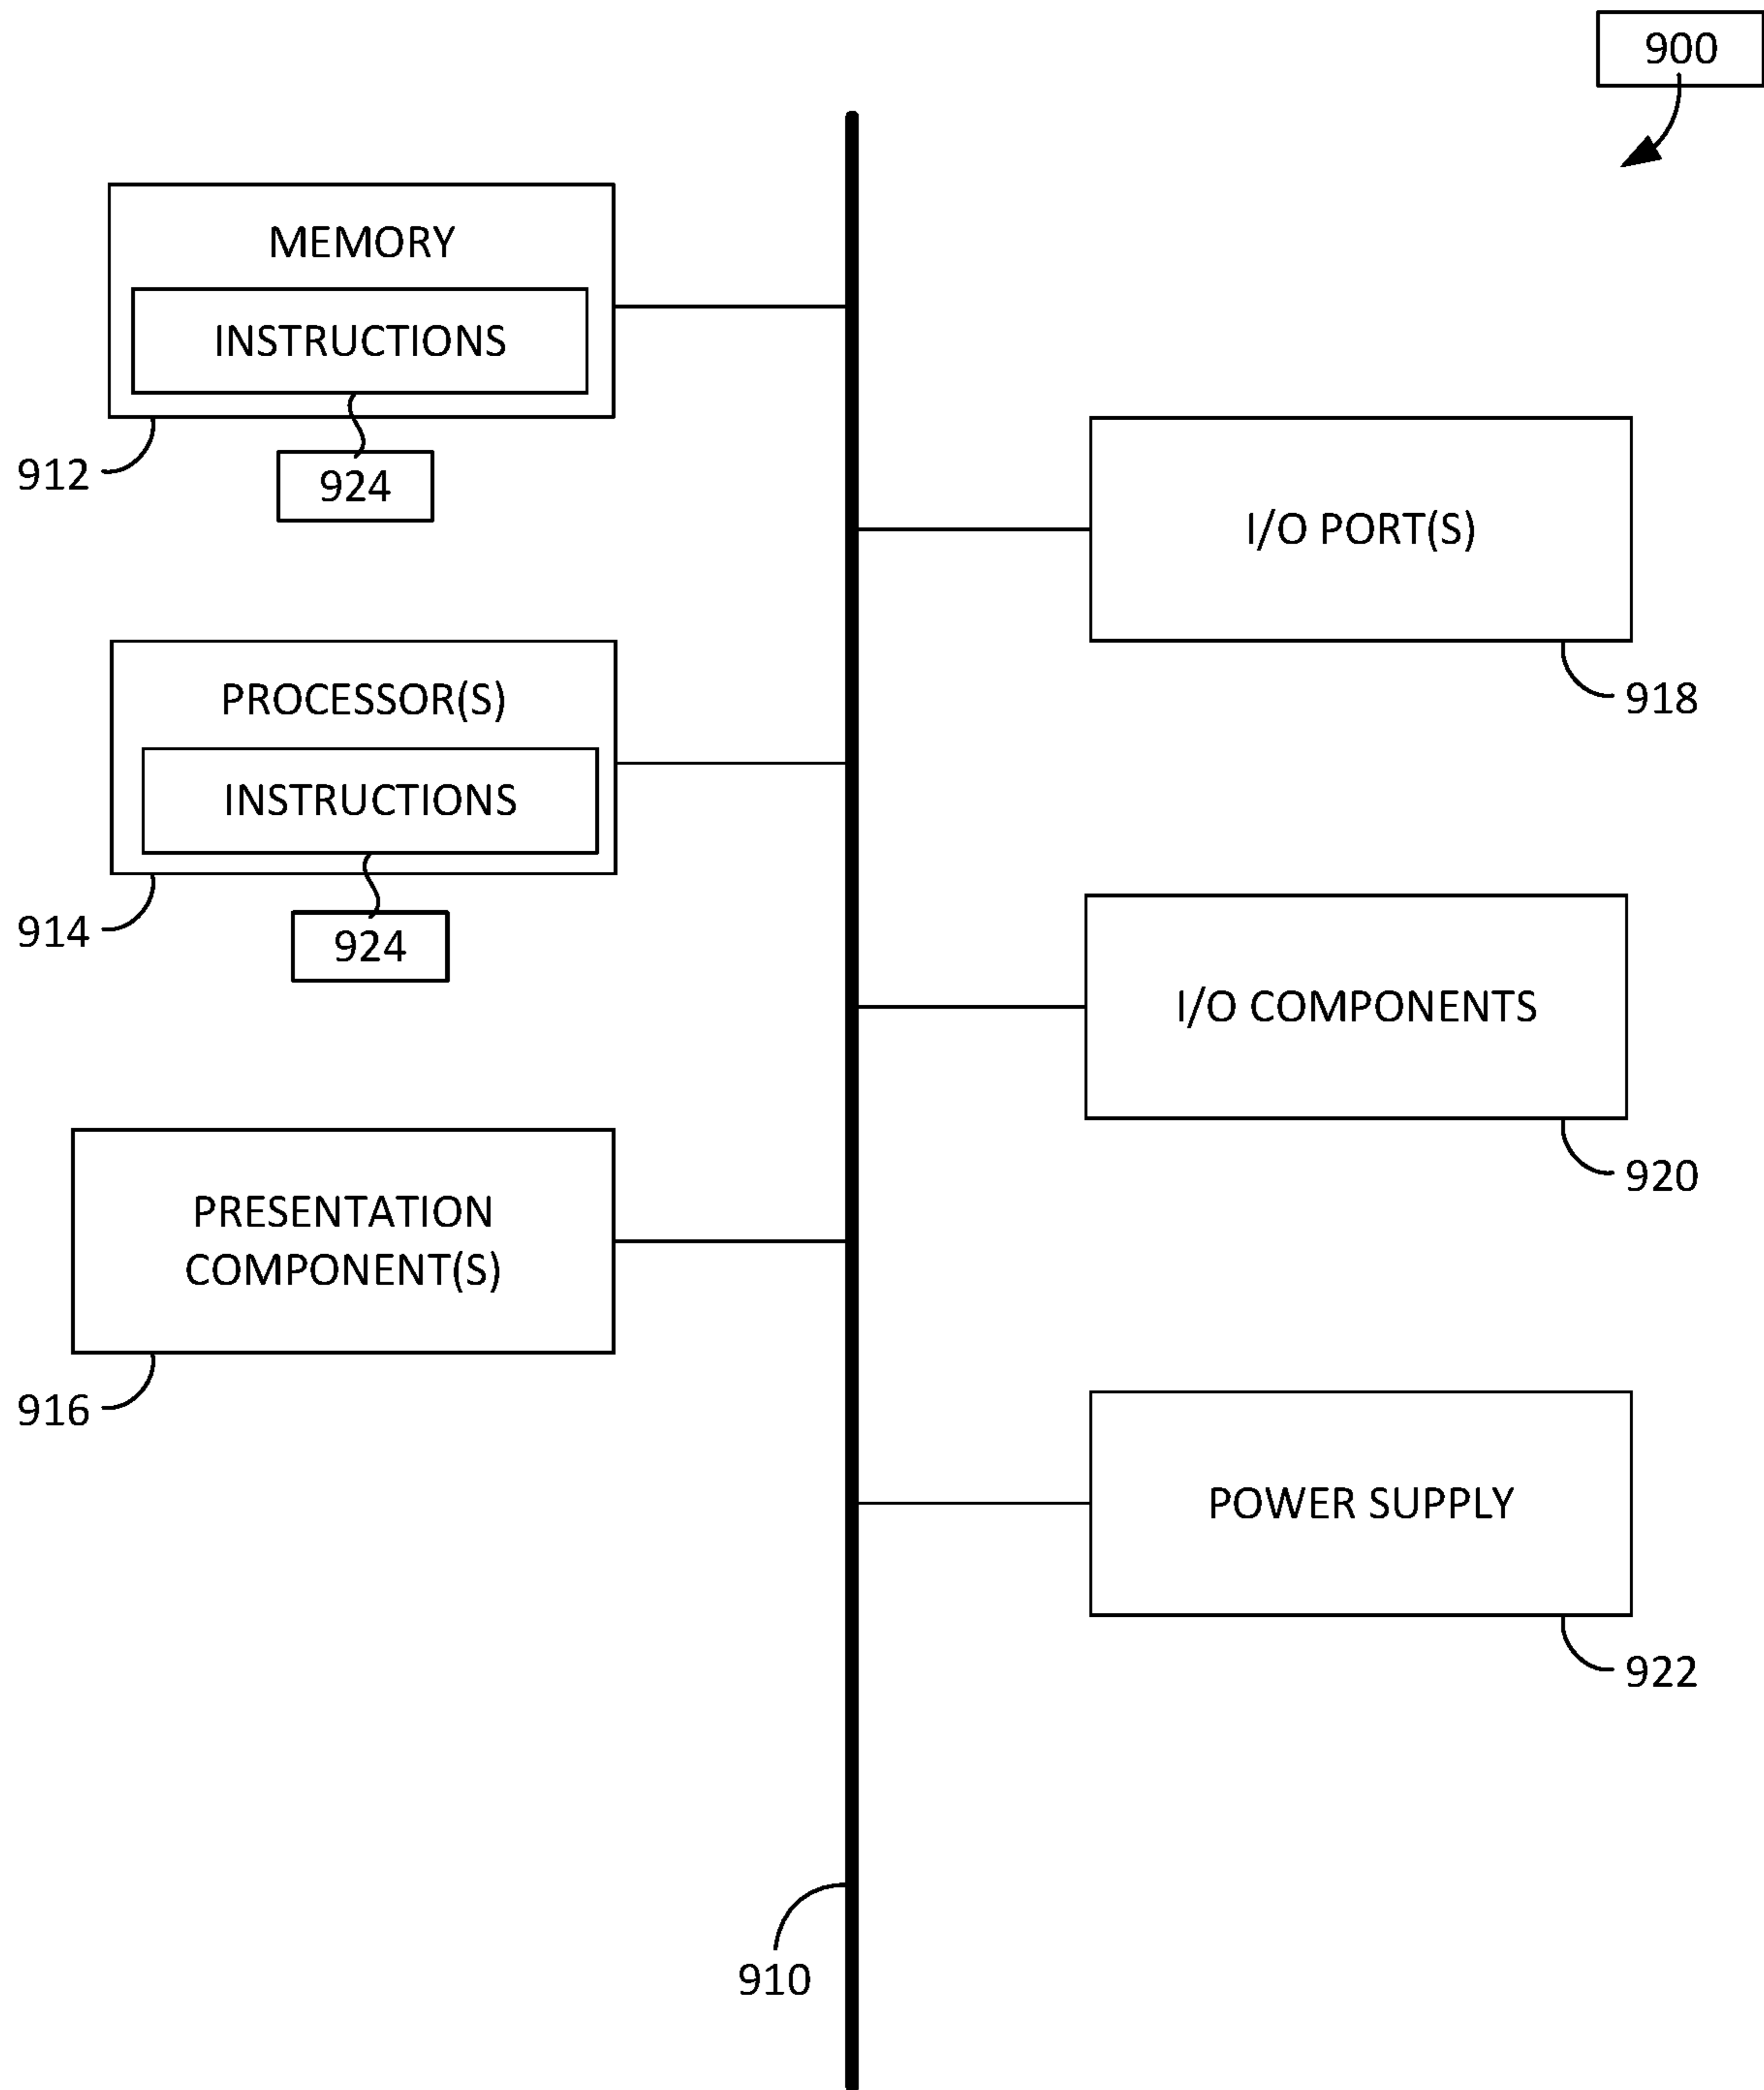 900
MEMORY
INSTRUCTIONS
912
924
I/O PORT(S)
918
PROCESSOR(S)
INSTRUCTIONS
914
924
I/O COMPONENTS
920
PRESENTATION
COMPONENT(S)
916
POWER SUPPLY
922
910